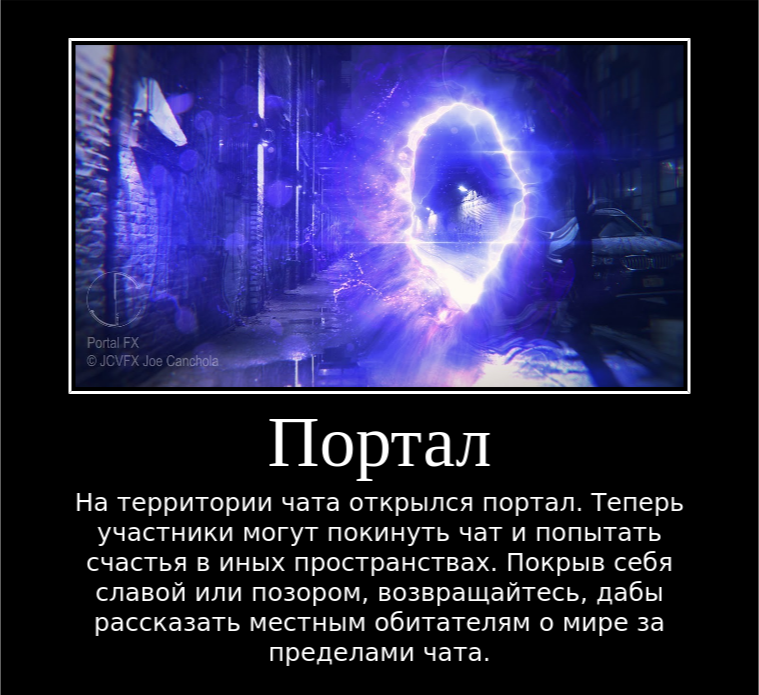 Portal FX
© JCVFX Joe Canchola
Портал
На территории чата открылся портал. Теперь
участники могут покинуть чат и попытать
счастья в иных пространствах. Покрыв себя
славой или позором, возвращайтесь, дабы
рассказать местным обитателям о мире за
пределами чата.